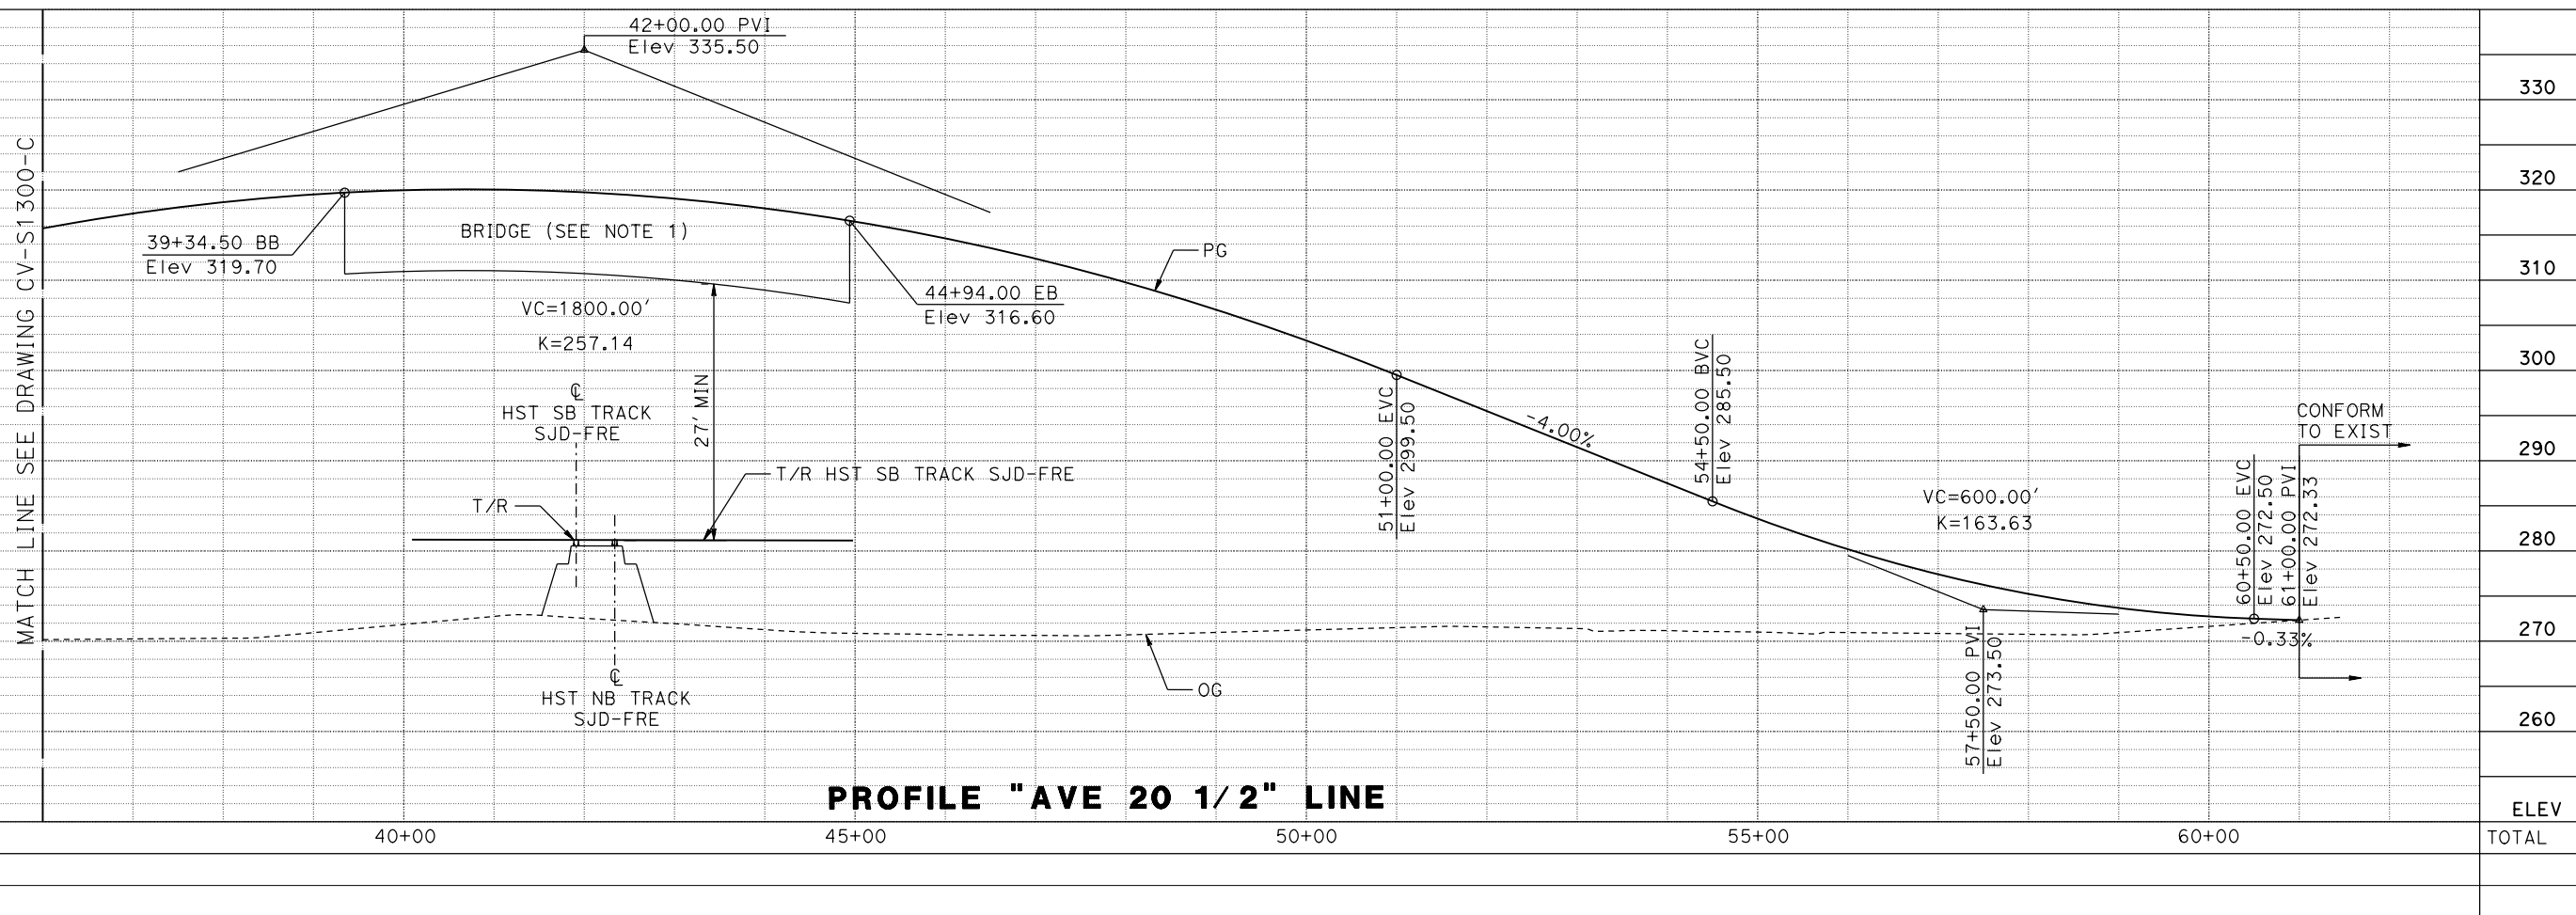 42+00.00 PVI
Elev 335.50
MATCH LINE SEE DRAWING CV-S1300-C
39+34.50 BB
Elev 319.70
BRIDGE (SEE NOTE 1)
44+94.00 EB
Elev 316.60
PG
VC=1800.00'
K=257.14
27' MIN
℄
HST SB TRACK
SJD-FRE
T/R
T/R HST SB TRACK SJD-FRE
℄
HST NB TRACK
SJD-FRE
OG
51+00.00 EVC
Elev 299.50
-4.00%
54+50.00 BVC
Elev 285.50
VC=600.00'
K=163.63
57+50.00 PVI
Elev 273.50
60+50.00 EVC
Elev 272.50
61+00.00 PVI
Elev 272.33
CONFORM
TO EXIST
-0.33%
330
320
310
300
290
280
270
260
ELEV
PROFILE "AVE 20 1/2" LINE
40+00 45+00 50+00 55+00 60+00 TOTAL